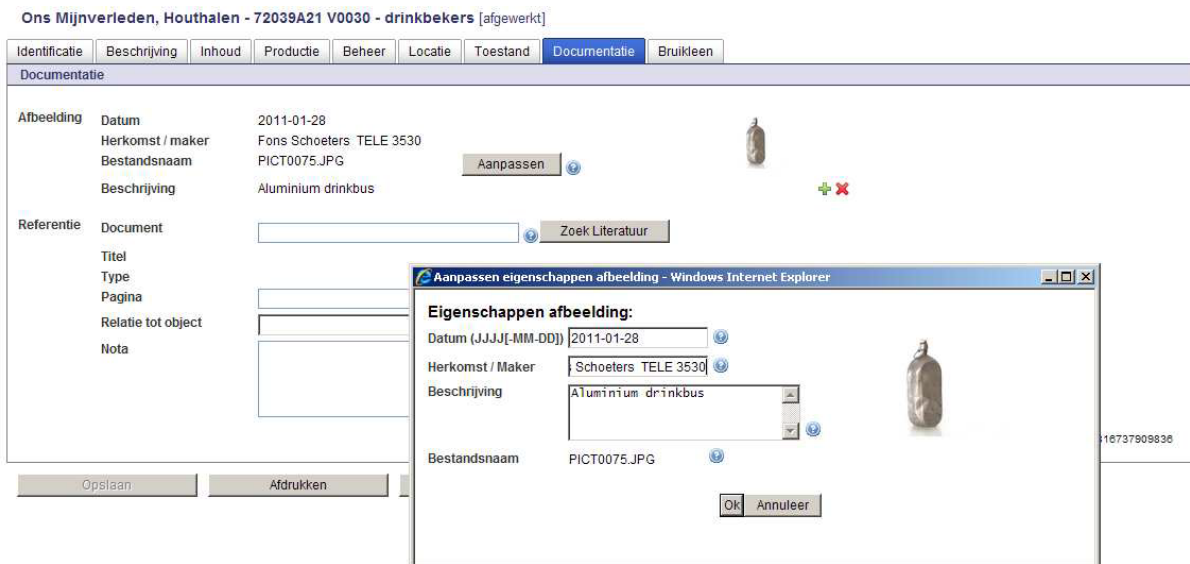 Ons Mijnverleden, Houthalen - 72039A21 V0030 - drinkbekers [afgewerkt]
Identificatie Beschrijving Inhoud Productie Beheer Locatie Toestand Documentatie Bruikleen
Documentatie
Afbeelding Datum 2011-01-28
Herkomst / maker Fons Schoeters TELE 3530
Bestandsnaam PICT0075.JPG Aanpassen
Beschrijving Aluminium drinkbus
Referentie Document Zoek Literatuur
Titel
Type
Pagina
Relatie tot object
Nota
Opslaan Afdrukken
Aanpassen eigenschappen afbeelding - Windows Internet Explorer
Eigenschappen afbeelding:
Datum (JJJJ[-MM-DD]) 2011-01-28
Herkomst / Maker Schoeters TELE 3530
Beschrijving Aluminium drinkbus
Bestandsnaam PICT0075.JPG
Ok Annuleer